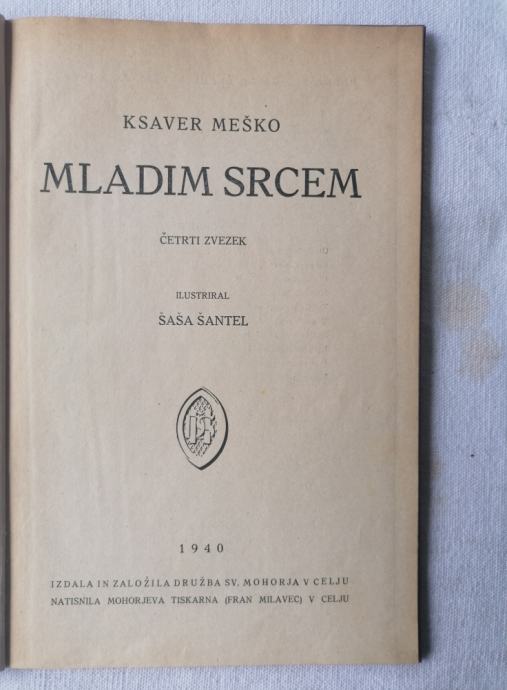 KSAVER MEŠKO
MLADIM SRCEM
ČETRTI ZVEZEK
ILUSTRIRAL
ŠAŠA ŠANTEL
1940
IZDALA IN ZALOŽILA DRUŽBA SV. MOHORJA V CELJU
NATISNILA MOHORJEVA TISKARNA (FRAN MILAVEC) V CELJU